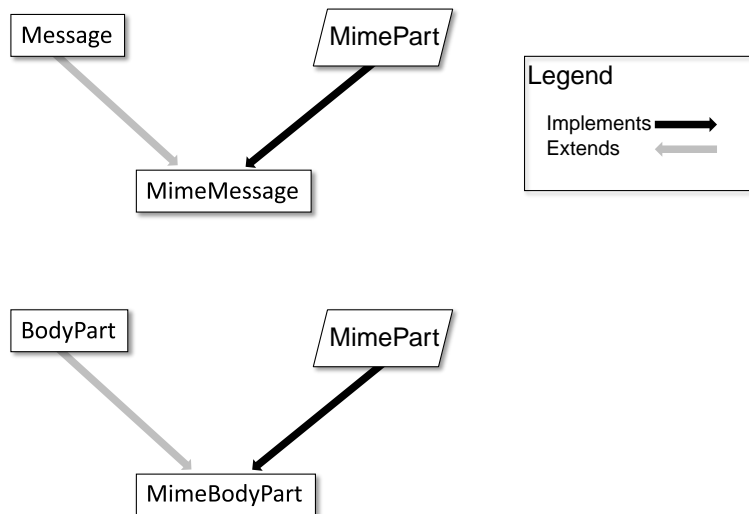 Message
MimePart
Legend
Implements
Extends
MimeMessage
BodyPart
MimePart
MimeBodyPart